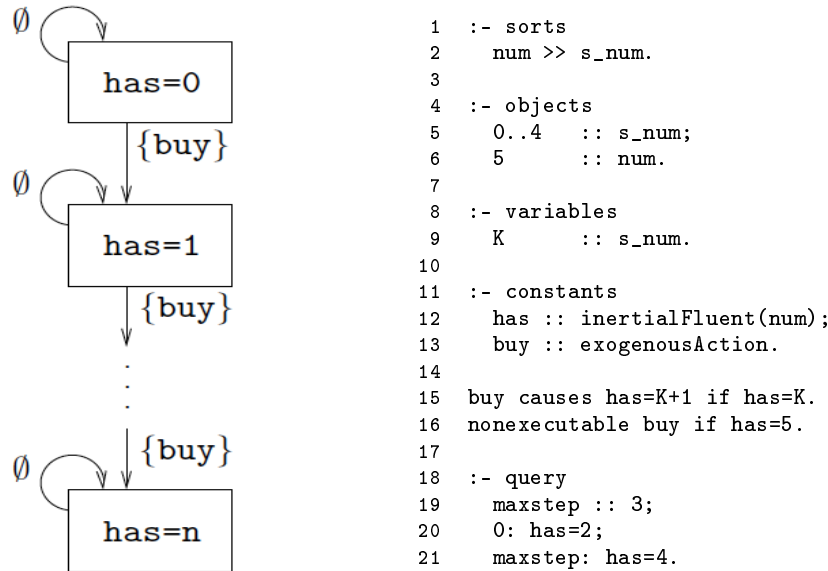 ∅
has=0
{buy}
∅
has=1
{buy}
{buy}
∅
has=n
1 :- sorts
2 num >> s_num.
3
4 :- objects
5 0..4 :: s_num;
6 5 :: num.
7
8 :- variables
9 K :: s_num.
10
11 :- constants
12 has :: inertialFluent(num);
13 buy :: exogenousAction.
14
15 buy causes has=K+1 if has=K.
16 nonexecutable buy if has=5.
17
18 :- query
19 maxstep :: 3;
20 0: has=2;
21 maxstep: has=4.